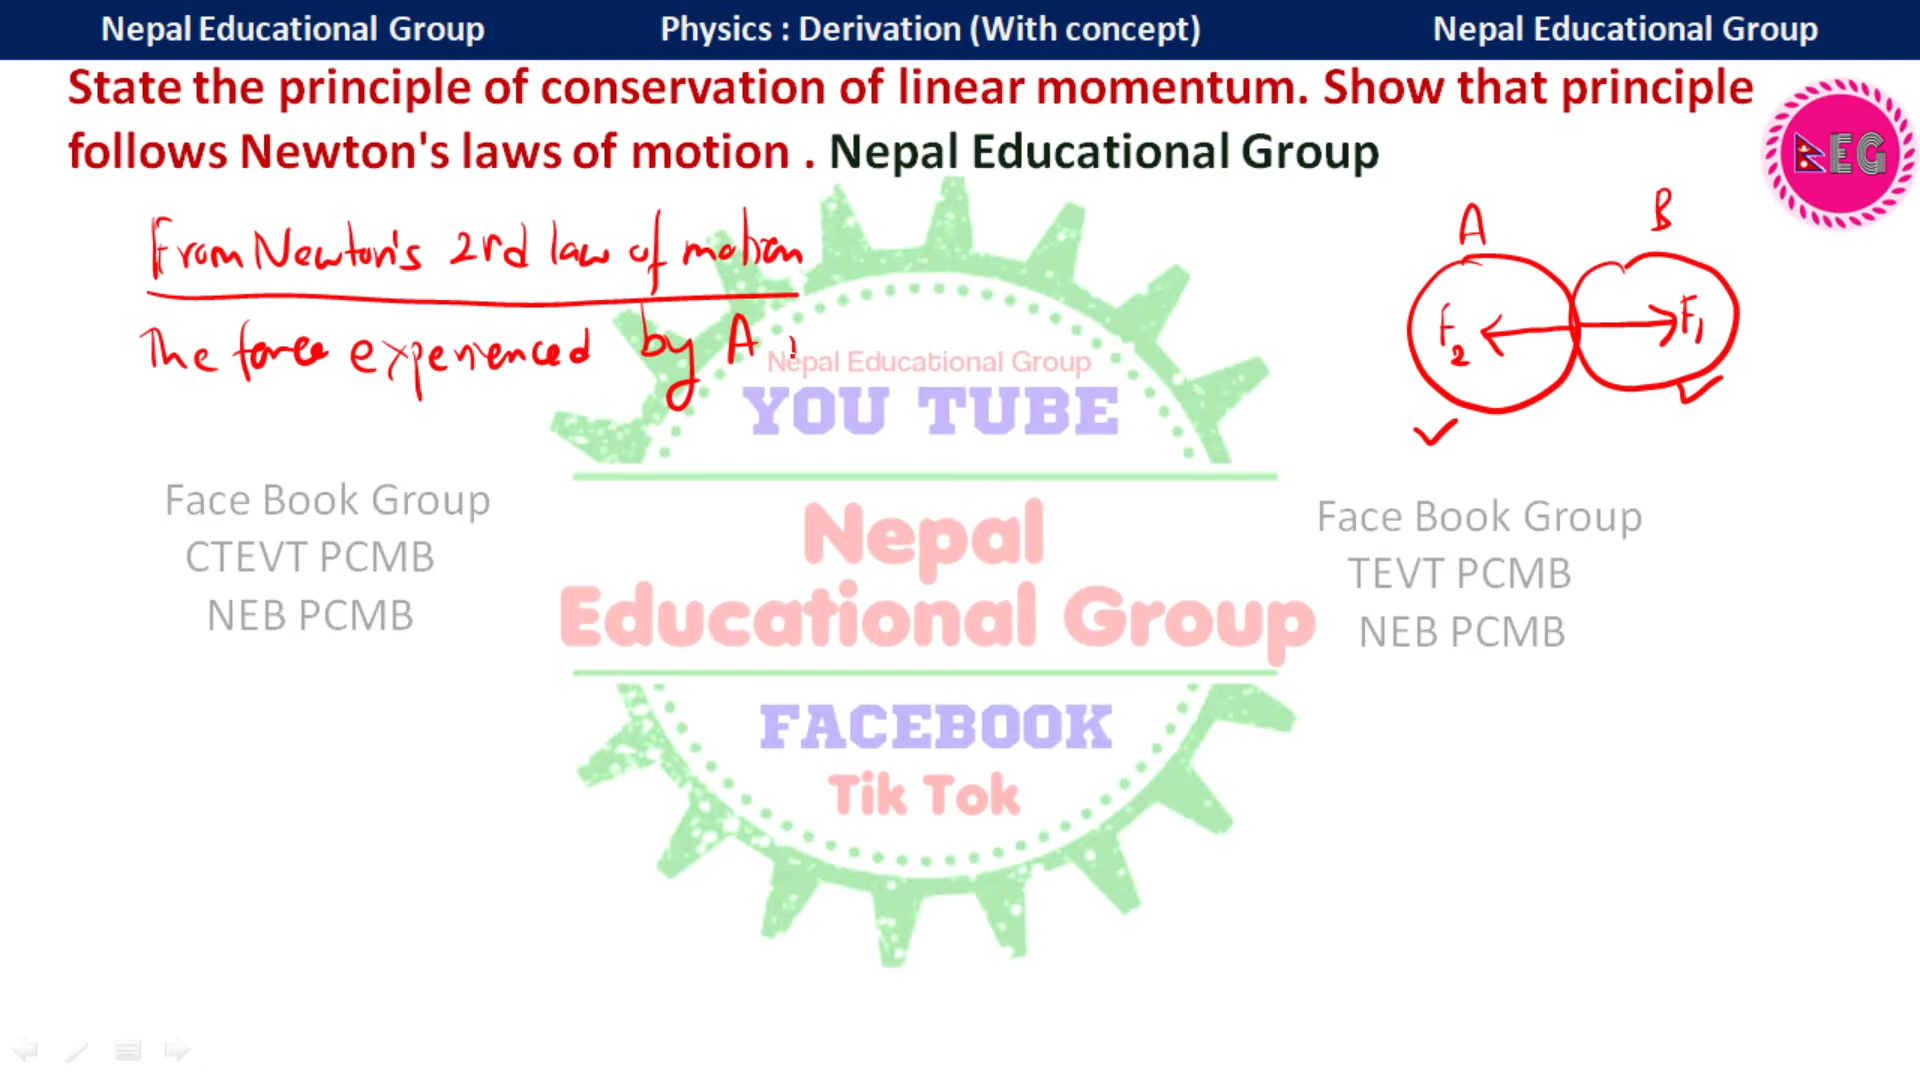 Nepal Educational Group Physics : Derivation (With concept) Nepal Educational Group
State the principle of conservation of linear momentum. Show that principle
follows Newton's laws of motion . Nepal Educational Group
EG
From Newton's 2rd law of motion
The force experienced by A
A B
F2 F1
Nepal Educational Group
YOU TUBE
Face Book Group
CTEVT PCMB
NEB PCMB
Nepal
Educational Group
Face Book Group
TEVT PCMB
NEB PCMB
FACEBOOK
Tik Tok